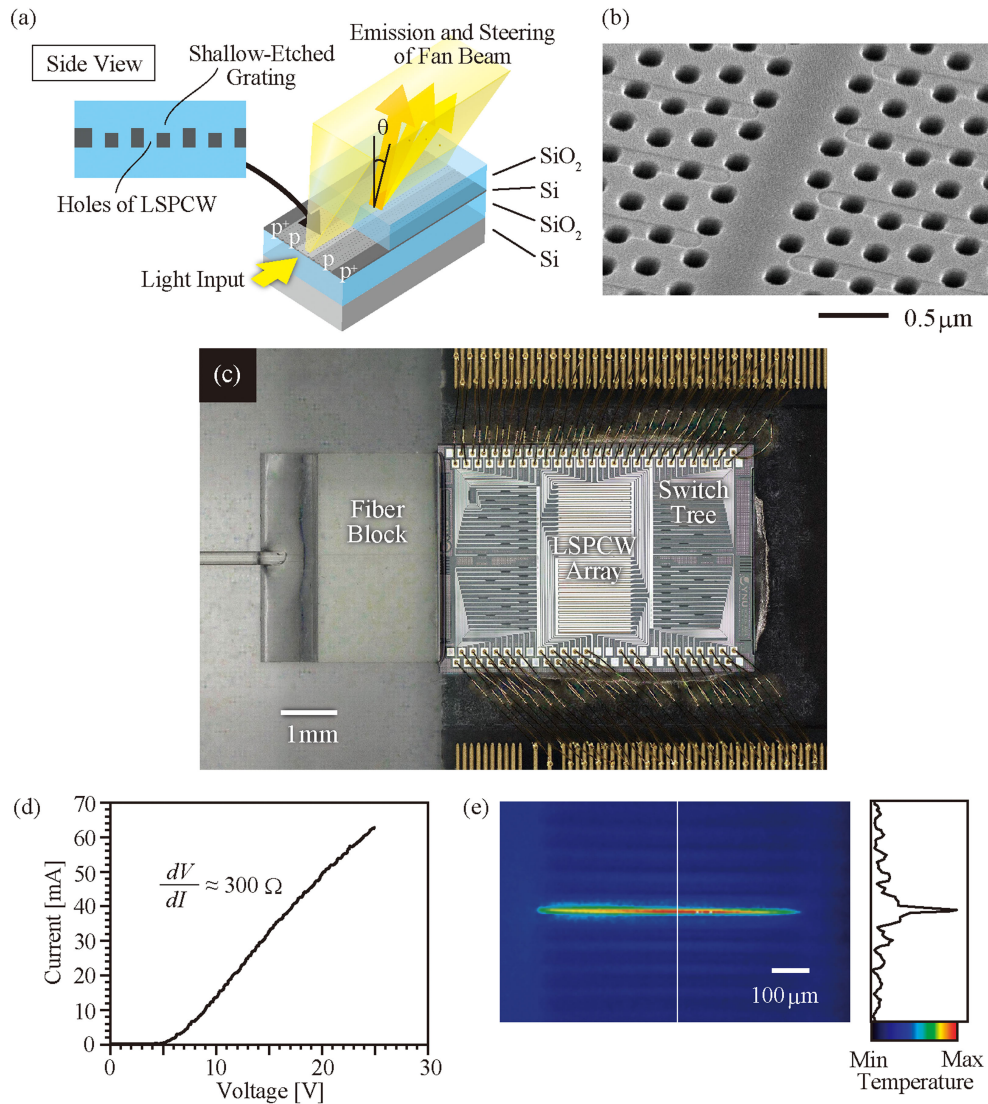 (a)
Side View
Shallow-Etched
Grating
Holes of LSPCW
Emission and Steering
of Fan Beam
θ
SiO₂
Si
SiO₂
Si
p⁺
p
p
p⁺
Light Input
(b)
0.5 μm
(c)
Fiber
Block
LSPCW
Array
Switch
Tree
YNU
1mm
(d)
Current [mA]
70
60
50
40
30
20
10
0
dV
dI
≈ 300 Ω
0
10
20
30
Voltage [V]
(e)
100 μm
Min
Max
Temperature